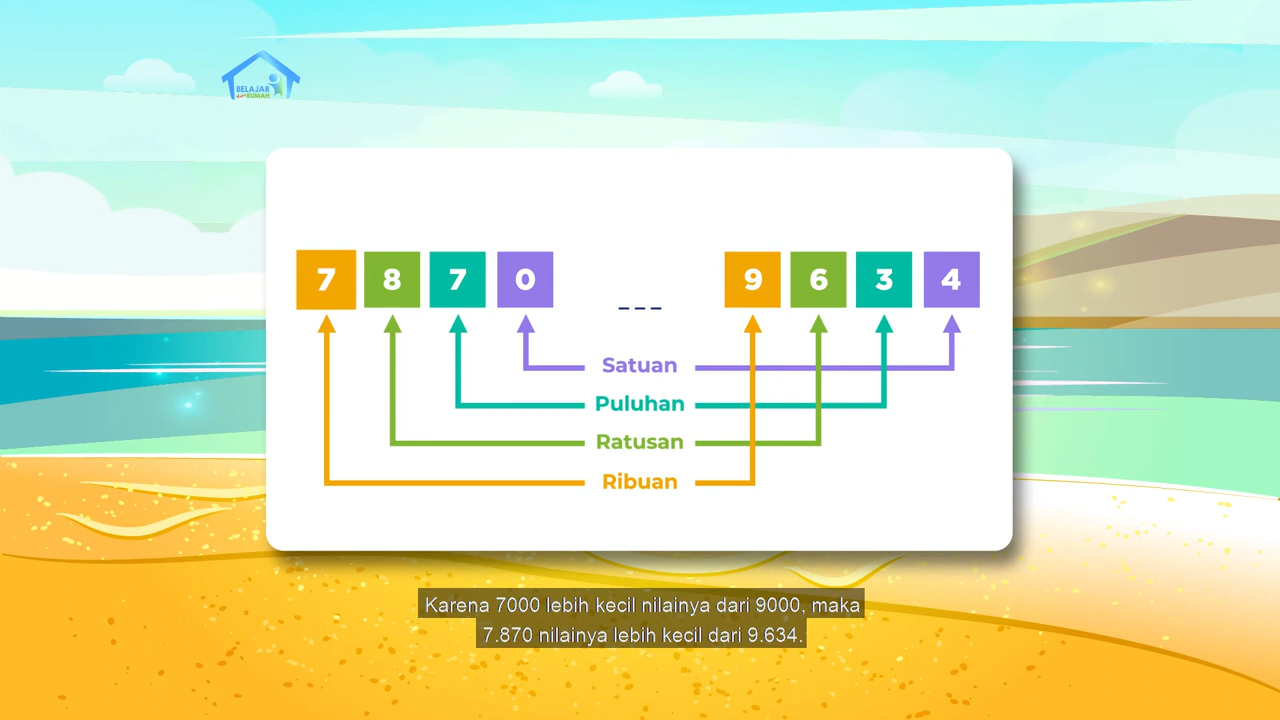 BELAJAR
dari RUMAH
7 8 7 0 _ _ _ 9 6 3 4
Satuan
Puluhan
Ratusan
Ribuan
Karena 7000 lebih kecil nilainya dari 9000, maka
7.870 nilainya lebih kecil dari 9.634.